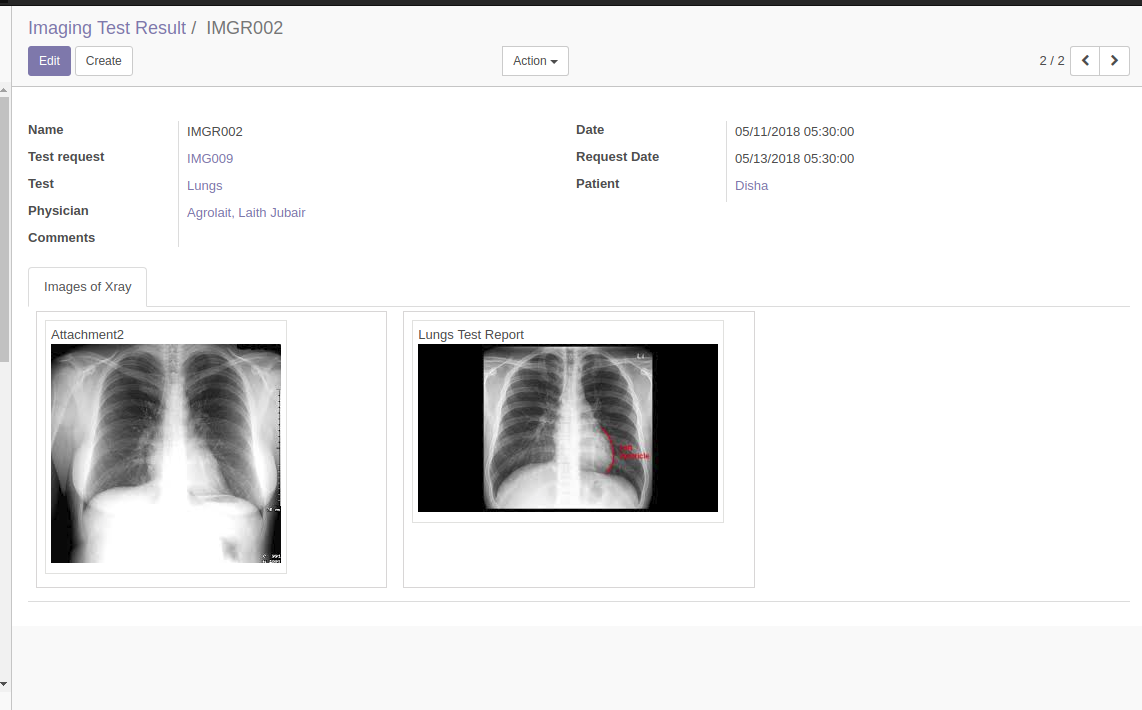 Imaging Test Result / IMGR002
Edit Create Action 2 / 2
Name IMGR002 Date 05/11/2018 05:30:00
Test request IMG009 Request Date 05/13/2018 05:30:00
Test Lungs Patient Disha
Physician Agrolait, Laith Jubair
Comments
Images of Xray
Attachment2 Lungs Test Report